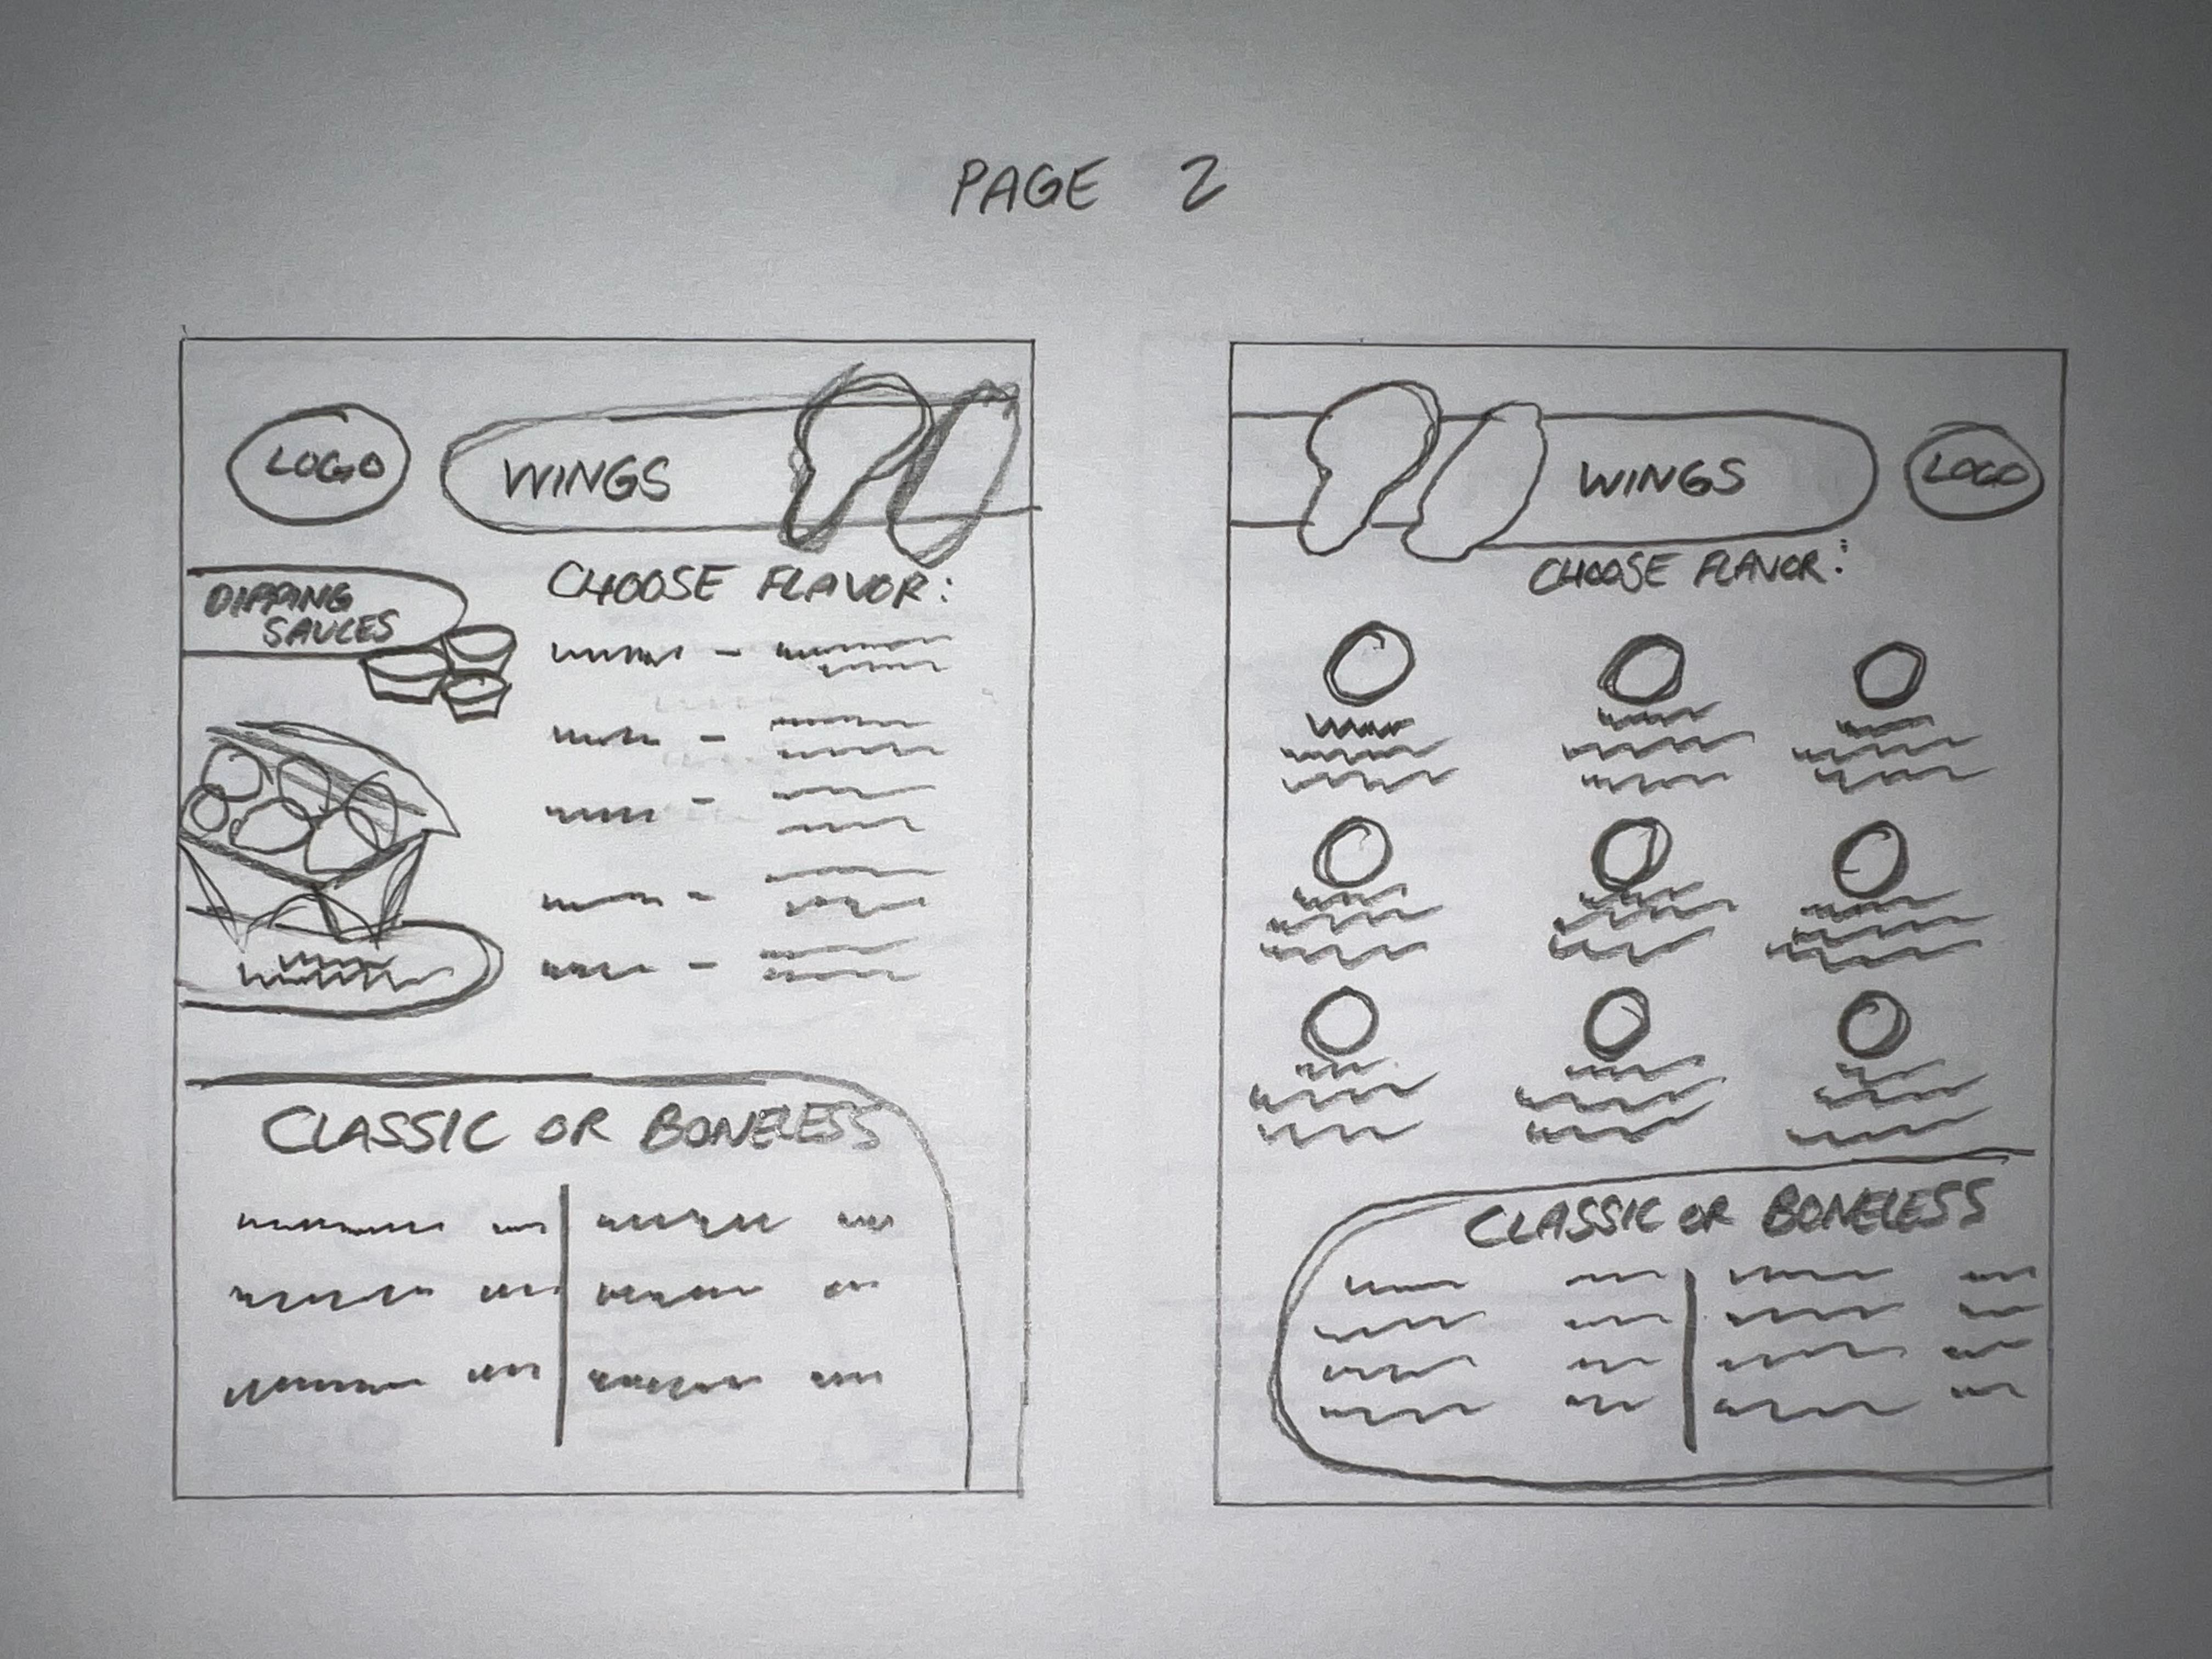 PAGE 2
LOGO
WINGS
DIPPING
SAUCES
CHOOSE FLAVOR:
CLASSIC OR BONELESS
WINGS
LOGO
CHOOSE FLAVOR:
CLASSIC OR BONELESS